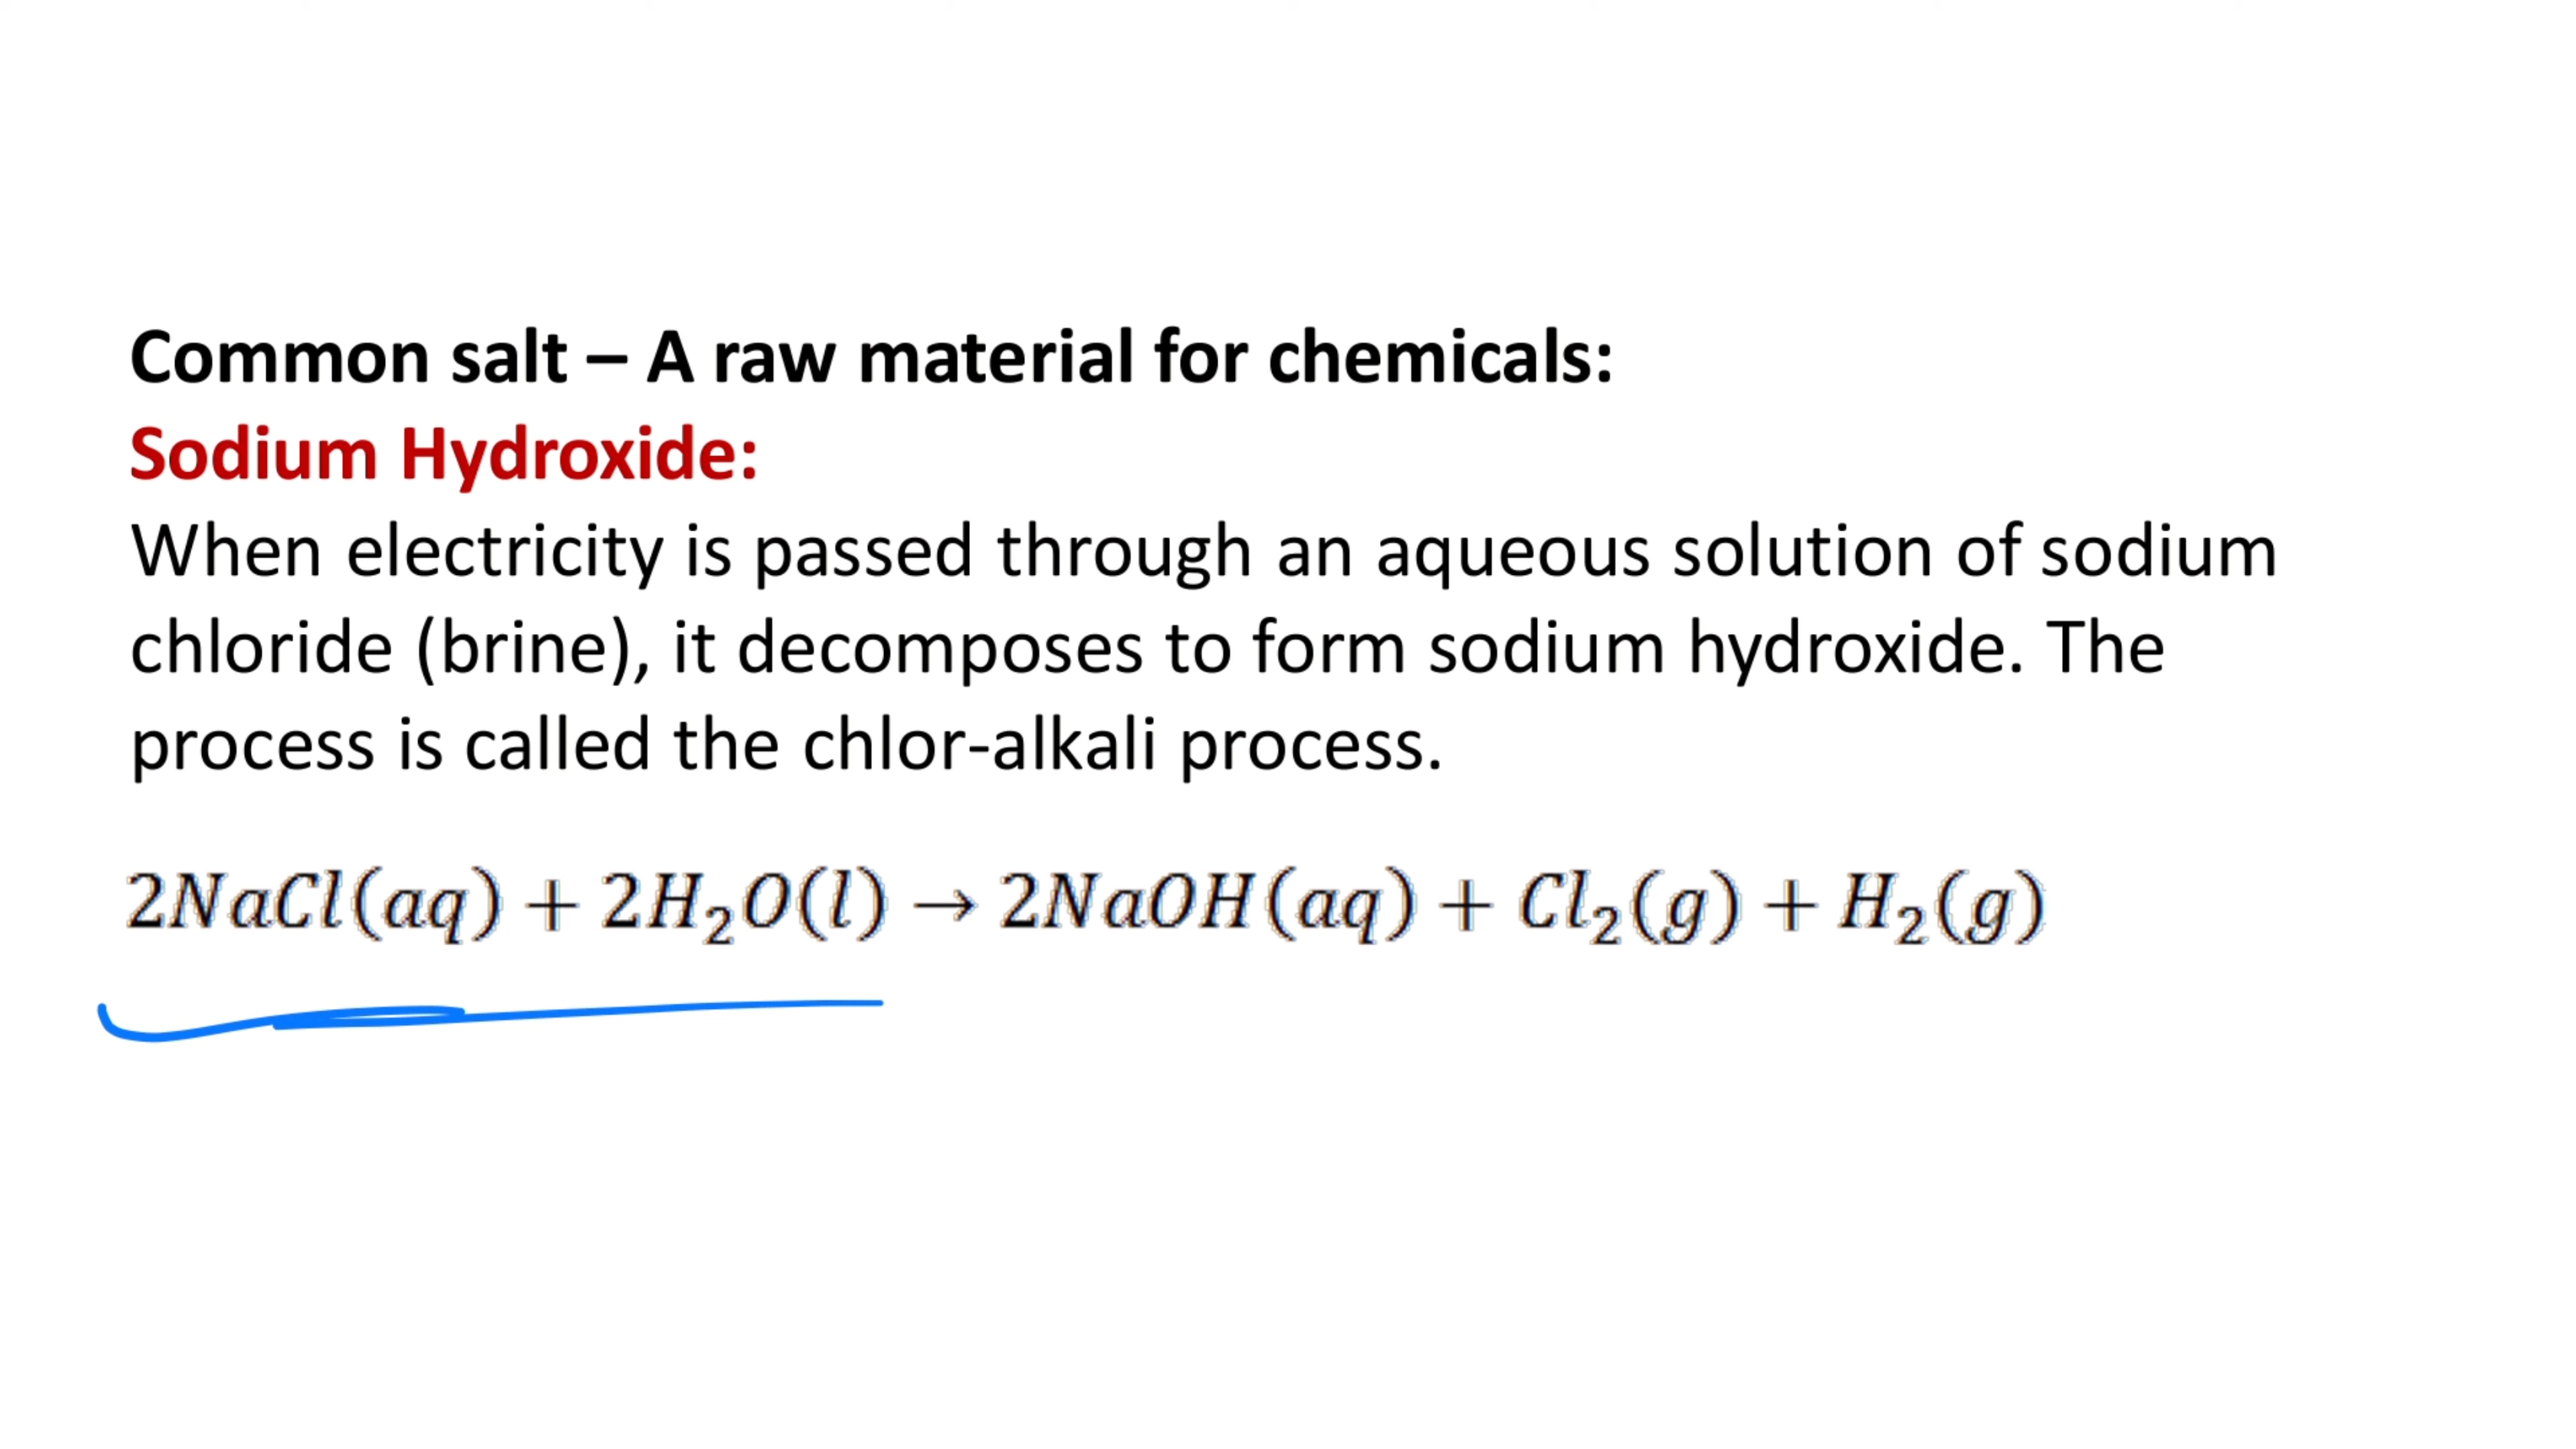 Common salt – A raw material for chemicals:
Sodium Hydroxide:
When electricity is passed through an aqueous solution of sodium
chloride (brine), it decomposes to form sodium hydroxide. The
process is called the chlor-alkali process.
2NaCl(aq) + 2H₂O(l) → 2NaOH(aq) + Cl₂(g) + H₂(g)